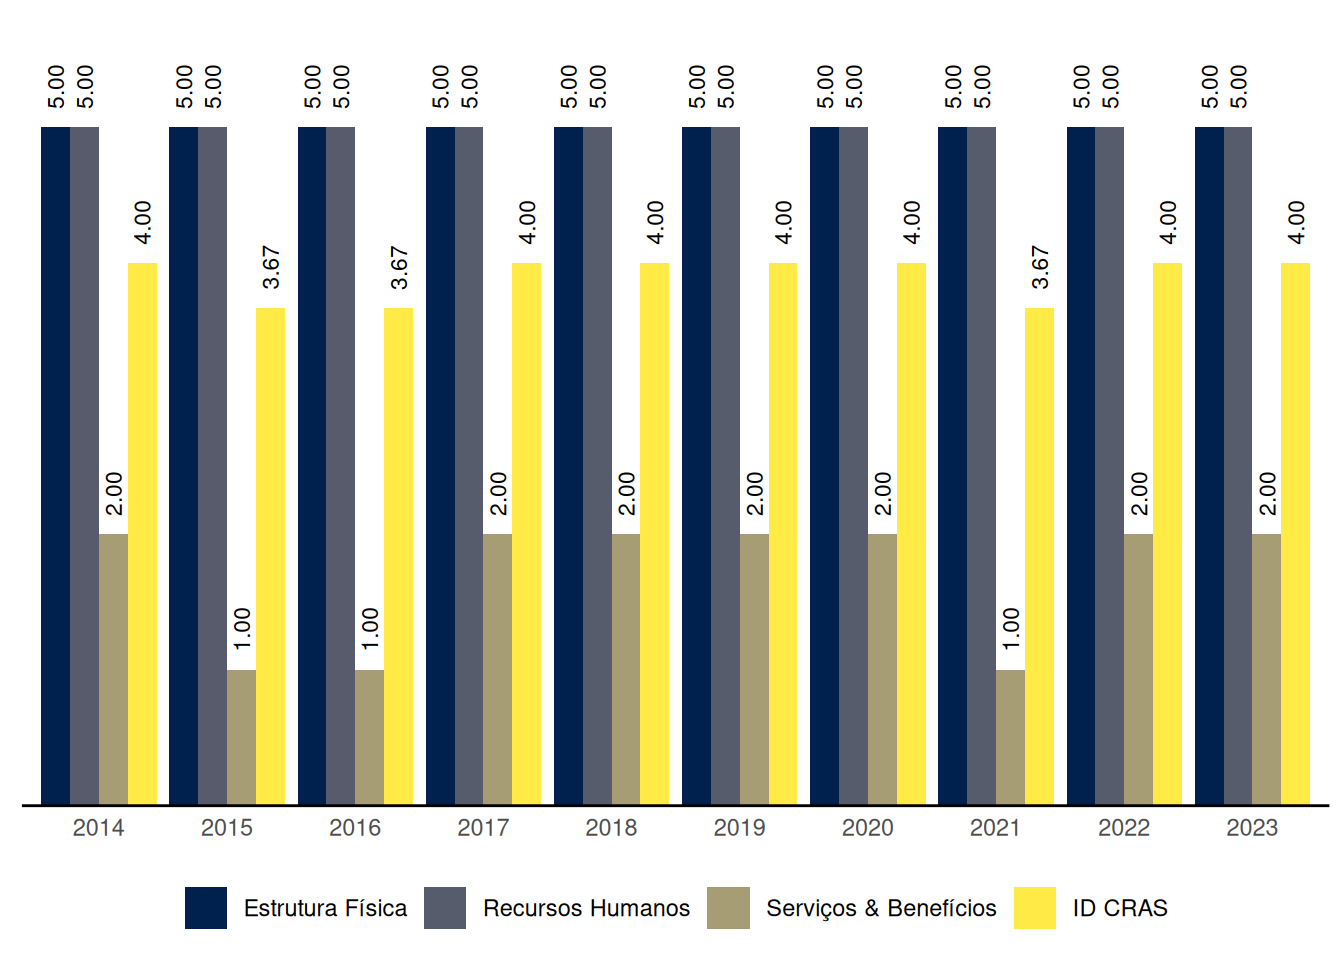 5.00 5.00 5.00 5.00 5.00 5.00 5.00 5.00 5.00 5.00 5.00 5.00 5.00 5.00 5.00 5.00 5.00 5.00 5.00 5.00
4.00 4.00 4.00 4.00 4.00 4.00 4.00
3.67 3.67 3.67
2.00 2.00 2.00 2.00 2.00 2.00 2.00
1.00 1.00 1.00
2014 2015 2016 2017 2018 2019 2020 2021 2022 2023
Estrutura Física Recursos Humanos Serviços & Benefícios ID CRAS